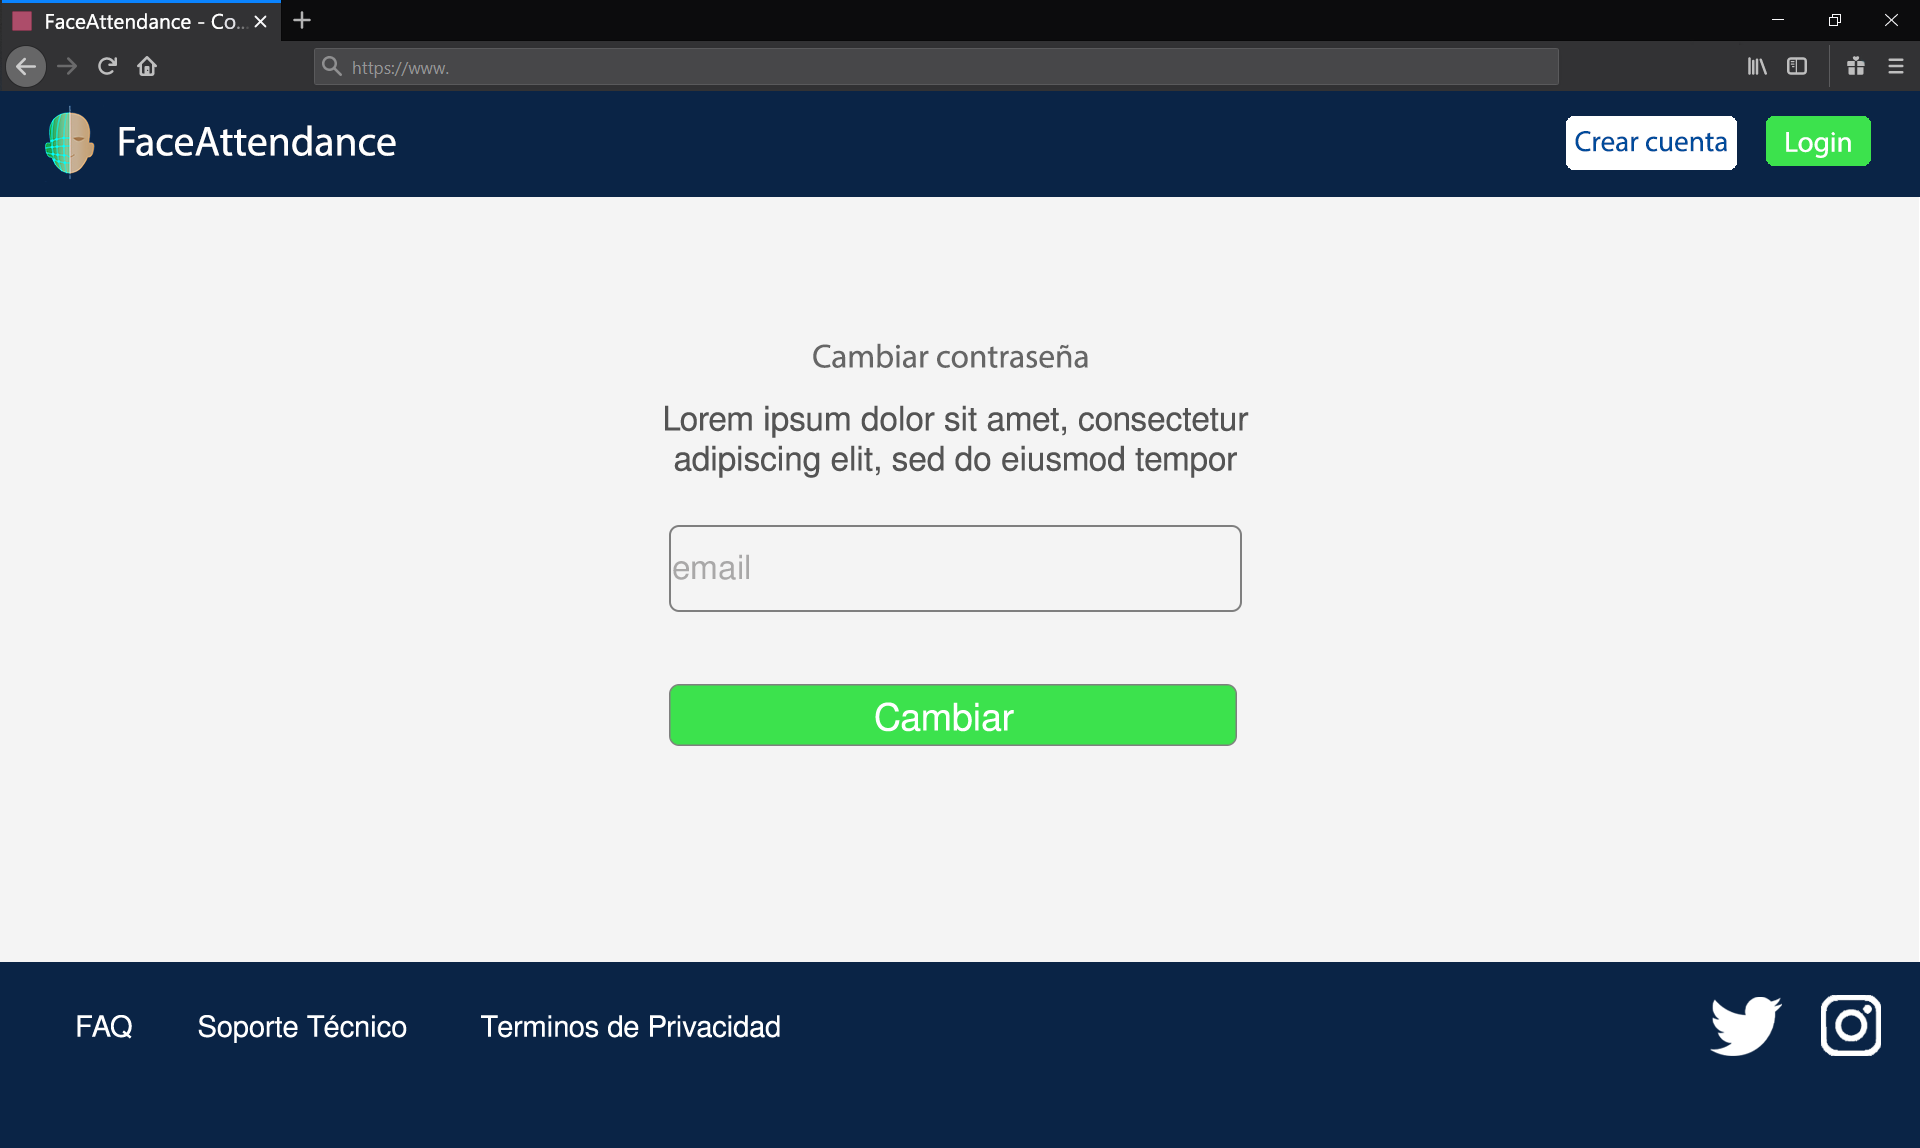 FaceAttendance - Co...
https://www.
FaceAttendance
Crear cuenta
Login
Cambiar contraseña
Lorem ipsum dolor sit amet, consectetur
adipiscing elit, sed do eiusmod tempor
email
Cambiar
FAQ
Soporte Técnico
Terminos de Privacidad